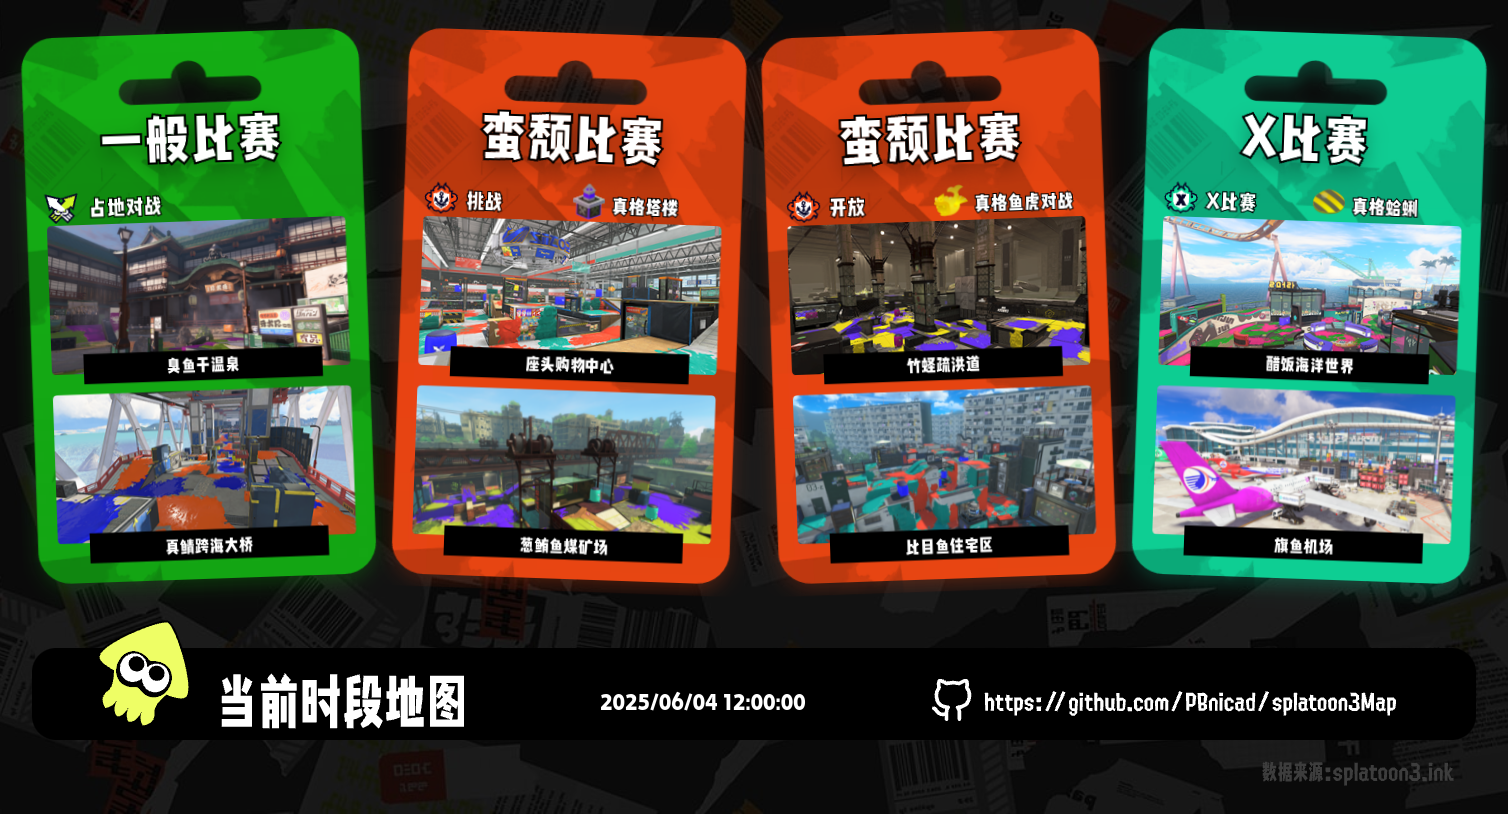 一般比赛
占地对战
臭鱼干温泉
真鲭跨海大桥
蛮颓比赛
挑战
真格塔楼
座头购物中心
葱鲔鱼煤矿场
蛮颓比赛
开放
真格鱼虎对战
竹蛏疏洪道
比目鱼住宅区
X比赛
X比赛
真格蛤蜊
醋饭海洋世界
旗鱼机场
当前时段地图
2025/06/04 12:00:00
https://github.com/PBnicad/splatoon3Map
数据来源:splatoon3.ink